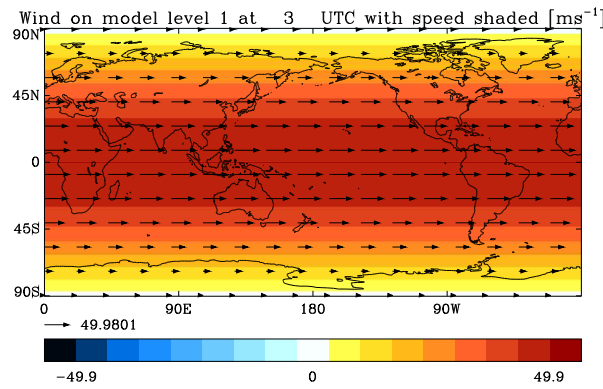 Wind on model level 1 at 3 UTC with speed shaded [ms⁻¹]
90N
45N
0
45S
90S
0 90E 180 90W
49.9801
−49.9 0 49.9